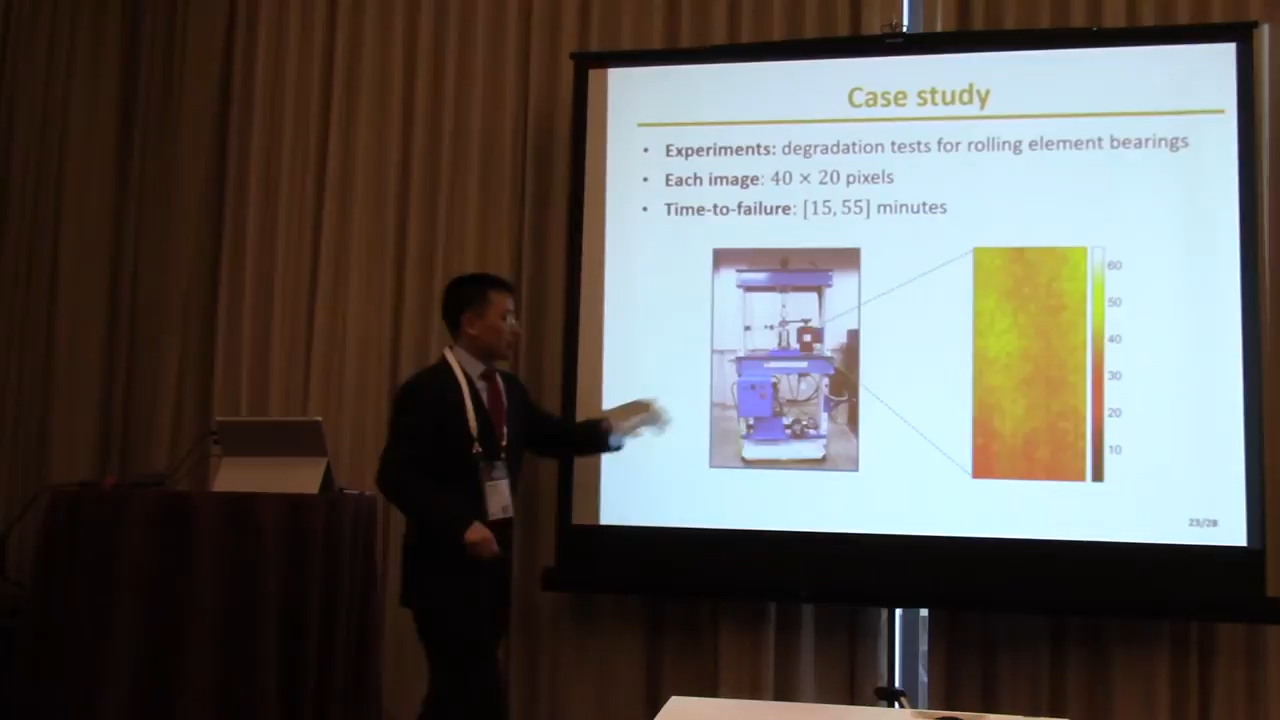 Case study
• Experiments: degradation tests for rolling element bearings
• Each image: 40 × 20 pixels
• Time-to-failure: [15, 55] minutes
60
50
40
30
20
10
23/28